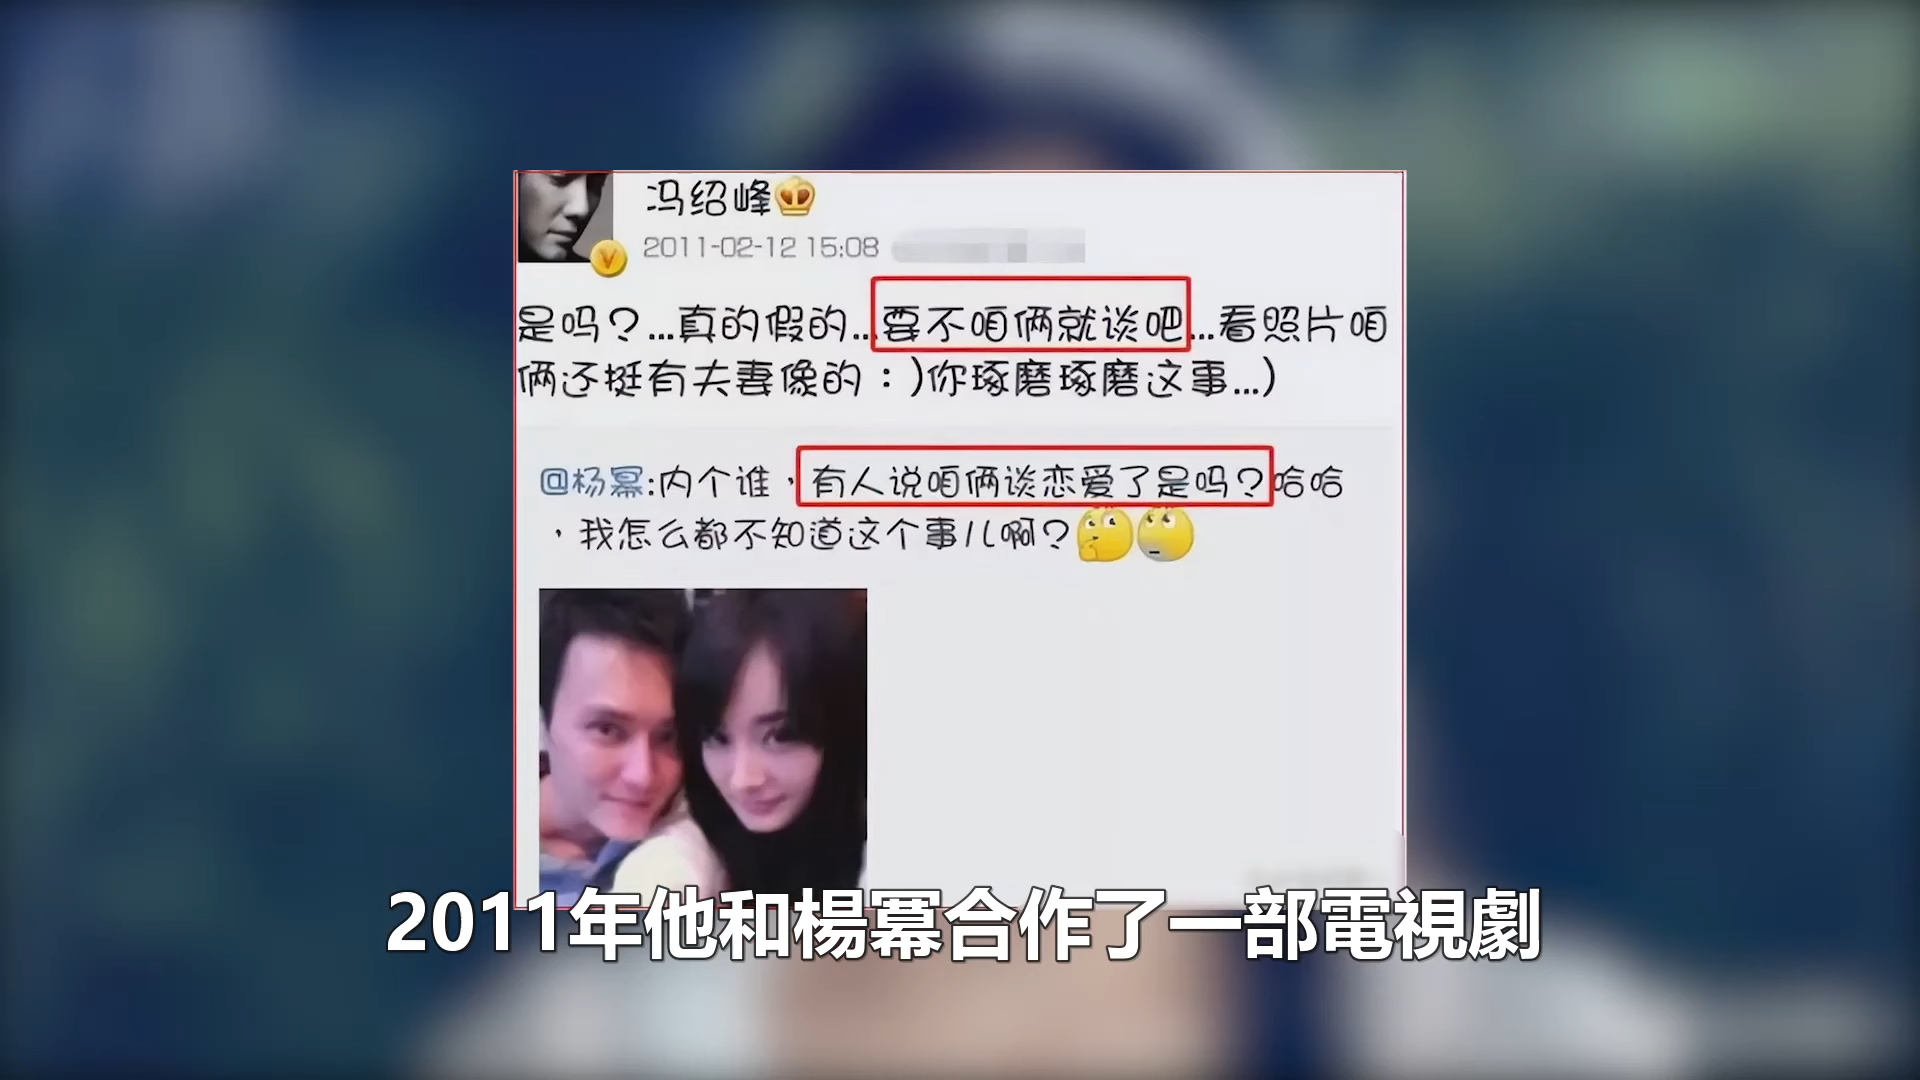 冯绍峰
2011-02-12 15:08
是吗？...真的假的...要不咱俩就谈吧...看照片咱
俩还挺有夫妻像的：)你琢磨琢磨这事...)
@杨幂:内个谁，有人说咱俩谈恋爱了是吗？哈哈
，我怎么都不知道这个事儿啊？
2011年他和楊冪合作了一部電視劇